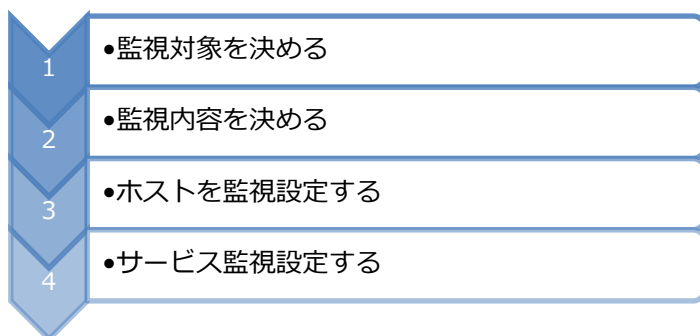 1
•監視対象を決める
2
•監視内容を決める
3
•ホストを監視設定する
4
•サービス監視設定する